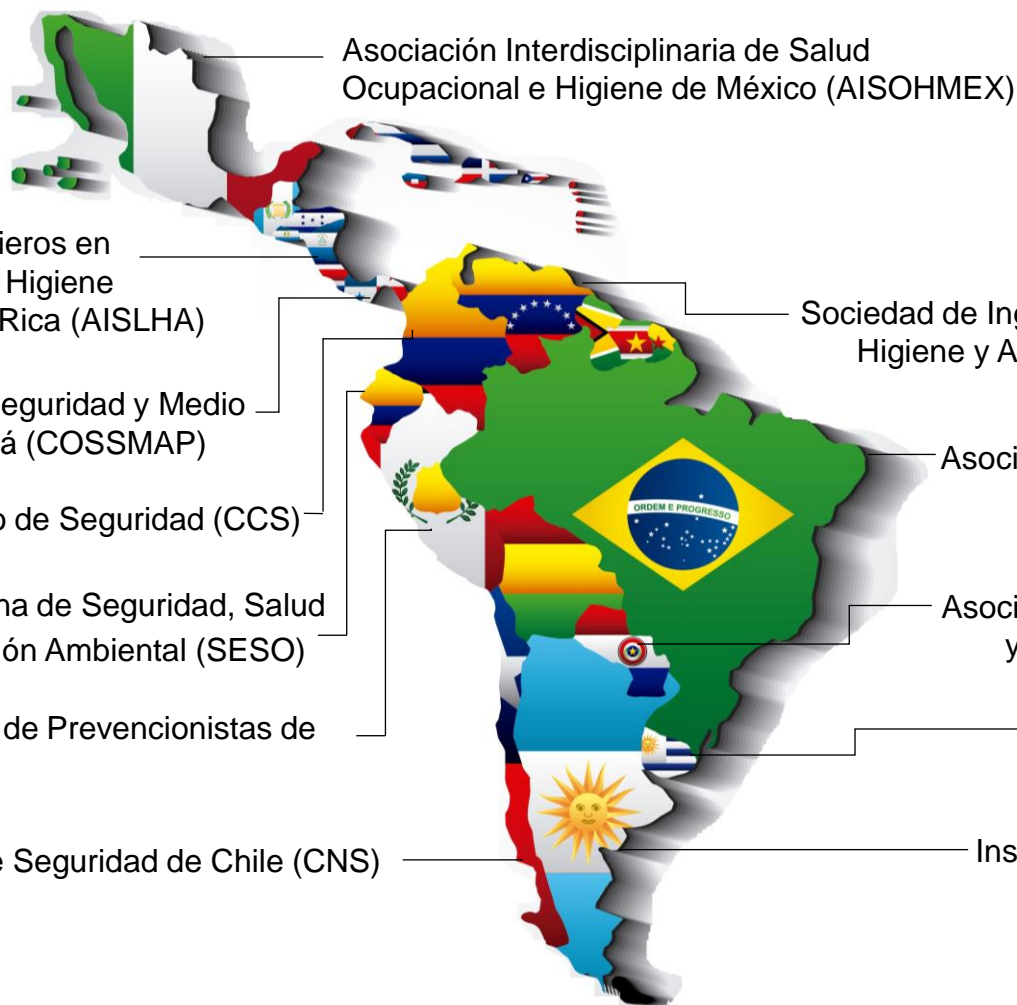 Asociación Interdisciplinaria de Salud
Ocupacional e Higiene de México (AISOHMEX)
ieros en
Higiene
Rica (AISLHA)
Sociedad de Ing
Higiene y A
eguridad y Medio
á (COSSMAP)
Asoci
o de Seguridad (CCS)
ORDEM E PROGRESSO
na de Seguridad, Salud
ión Ambiental (SESO)
Asoci
y
de Prevencionistas de
e Seguridad de Chile (CNS)
Ins